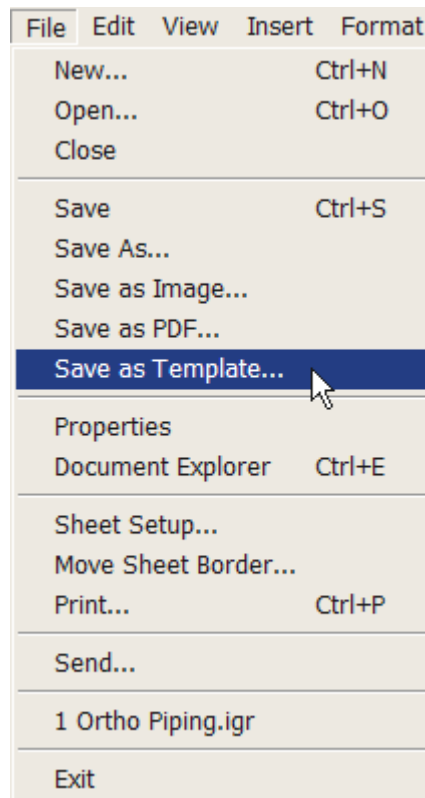 File Edit View Insert Format
New... Ctrl+N
Open... Ctrl+O
Close
Save Ctrl+S
Save As...
Save as Image...
Save as PDF...
Save as Template...
Properties
Document Explorer Ctrl+E
Sheet Setup...
Move Sheet Border...
Print... Ctrl+P
Send...
1 Ortho Piping.igr
Exit